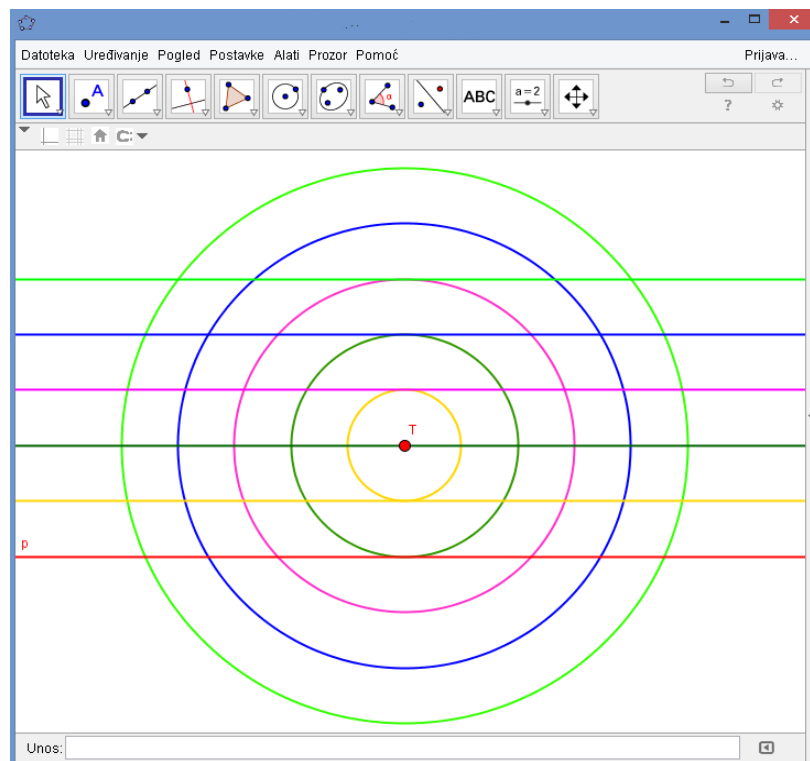 Datoteka Uređivanje Pogled Postavke Alati Prozor Pomoć Prijava...
A α ABC a=2
?
T
p
Unos: